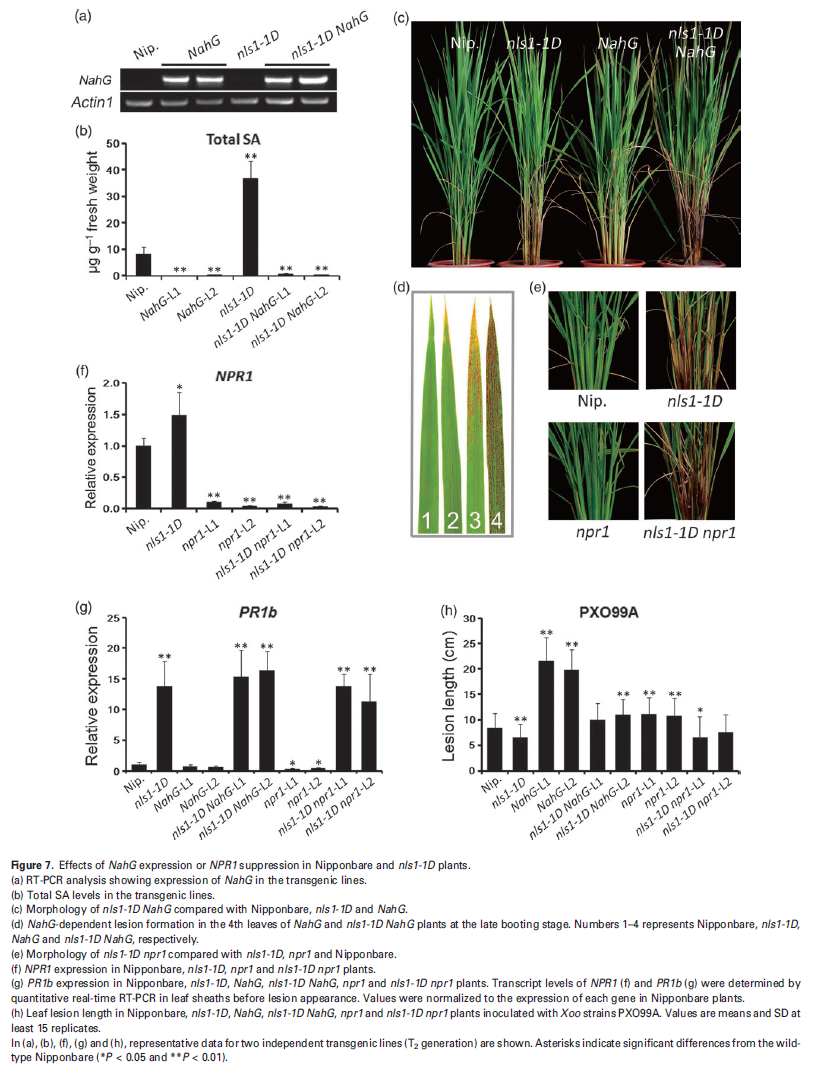 (a)
Nip.
NahG
nls1-1D
nls1-1D NahG
NahG
Actin1
(b)
Total SA
µg g–1 fresh weight
50
40
30
20
10
0
**
**
**
**
**
Nip.
NahG-L1
NahG-L2
nls1-1D
nls1-1D NahG-L1
nls1-1D NahG-L2
(c)
Nip.
nls1-1D
NahG
nls1-1D
NahG
(d)
1
2
3
4
(e)
Nip.
nls1-1D
npr1
nls1-1D npr1
(f)
NPR1
Relative expression
2.0
1.5
1.0
0.5
0.0
*
**
**
**
**
Nip.
nls1-1D
npr1-L1
npr1-L2
nls1-1D npr1-L1
nls1-1D npr1-L2
(g)
PR1b
Relative expression
25
20
15
10
5
0
**
**
**
*
*
**
**
Nip.
nls1-1D
NahG-L1
NahG-L2
nls1-1D NahG-L1
nls1-1D NahG-L2
npr1-L1
npr1-L2
nls1-1D npr1-L1
nls1-1D npr1-L2
(h)
PXO99A
Lesion length (cm)
30
25
20
15
10
5
0
**
**
**
**
**
**
*
Nip.
nls1-1D
NahG-L1
NahG-L2
nls1-1D NahG-L1
nls1-1D NahG-L2
npr1-L1
npr1-L2
nls1-1D npr1-L1
nls1-1D npr1-L2
Figure 7. Effects of NahG expression or NPR1 suppression in Nipponbare and nls1-1D plants.
(a) RT-PCR analysis showing expression of NahG in the transgenic lines.
(b) Total SA levels in the transgenic lines.
(c) Morphology of nls1-1D NahG compared with Nipponbare, nls1-1D and NahG.
(d) NahG-dependent lesion formation in the 4th leaves of NahG and nls1-1D NahG plants at the late booting stage. Numbers 1–4 represents Nipponbare, nls1-1D,
NahG and nls1-1D NahG, respectively.
(e) Morphology of nls1-1D npr1 compared with nls1-1D, npr1 and Nipponbare.
(f) NPR1 expression in Nipponbare, nls1-1D, npr1 and nls1-1D npr1 plants.
(g) PR1b expression in Nipponbare, nls1-1D, NahG, nls1-1D NahG, npr1 and nls1-1D npr1 plants. Transcript levels of NPR1 (f) and PR1b (g) were determined by
quantitative real-time RT-PCR in leaf sheaths before lesion appearance. Values were normalized to the expression of each gene in Nipponbare plants.
(h) Leaf lesion length in Nipponbare, nls1-1D, NahG, nls1-1D NahG, npr1 and nls1-1D npr1 plants inoculated with Xoo strains PXO99A. Values are means and SD at
least 15 replicates.
In (a), (b), (f), (g) and (h), representative data for two independent transgenic lines (T2 generation) are shown. Asterisks indicate significant differences from the wild-
type Nipponbare (*P < 0.05 and **P < 0.01).